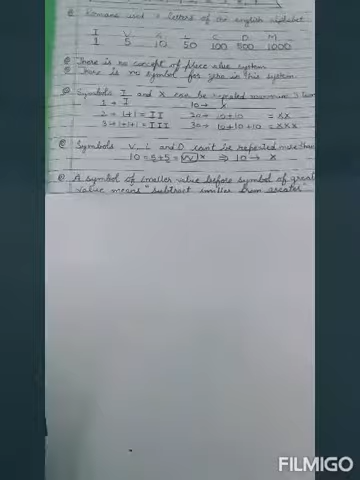 Romans used 7 letters of the english alphabet
I V X L C D M
1 5 10 50 100 500 1000
There is no concept of place value system
There is no symbol for zero in this system
Symbols I and X can be repeated maximum 3
1 → I 10 → X
2 = 1+1 = II 20 → 10+10 = XX
3 → 1+1+1 = III 30 → 10+10+10 = XXX
Symbols V, L and D can't be repeated
10 = 5+5 = VV X ⇒ 10 → X
A symbol of smaller value before symbol of
value means "subtract smaller from greater"
FILMIGO